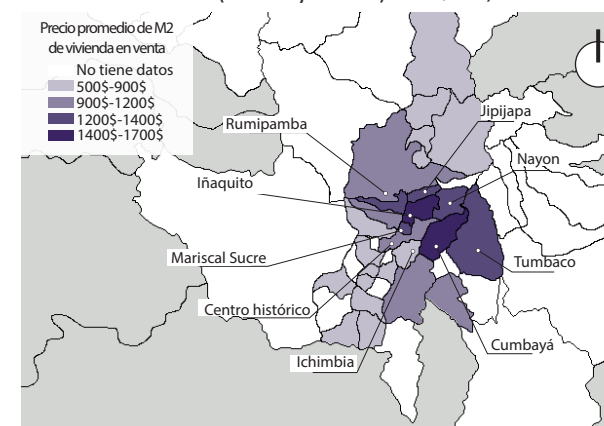 Precio promedio de M2
de vivienda en venta
No tiene datos
500$-900$
900$-1200$
1200$-1400$
1400$-1700$
Jipijapa
Rumipamba
Nayon
Iñaquito
Mariscal Sucre
Tumbaco
Centro histórico
Cumbayá
Ichimbia